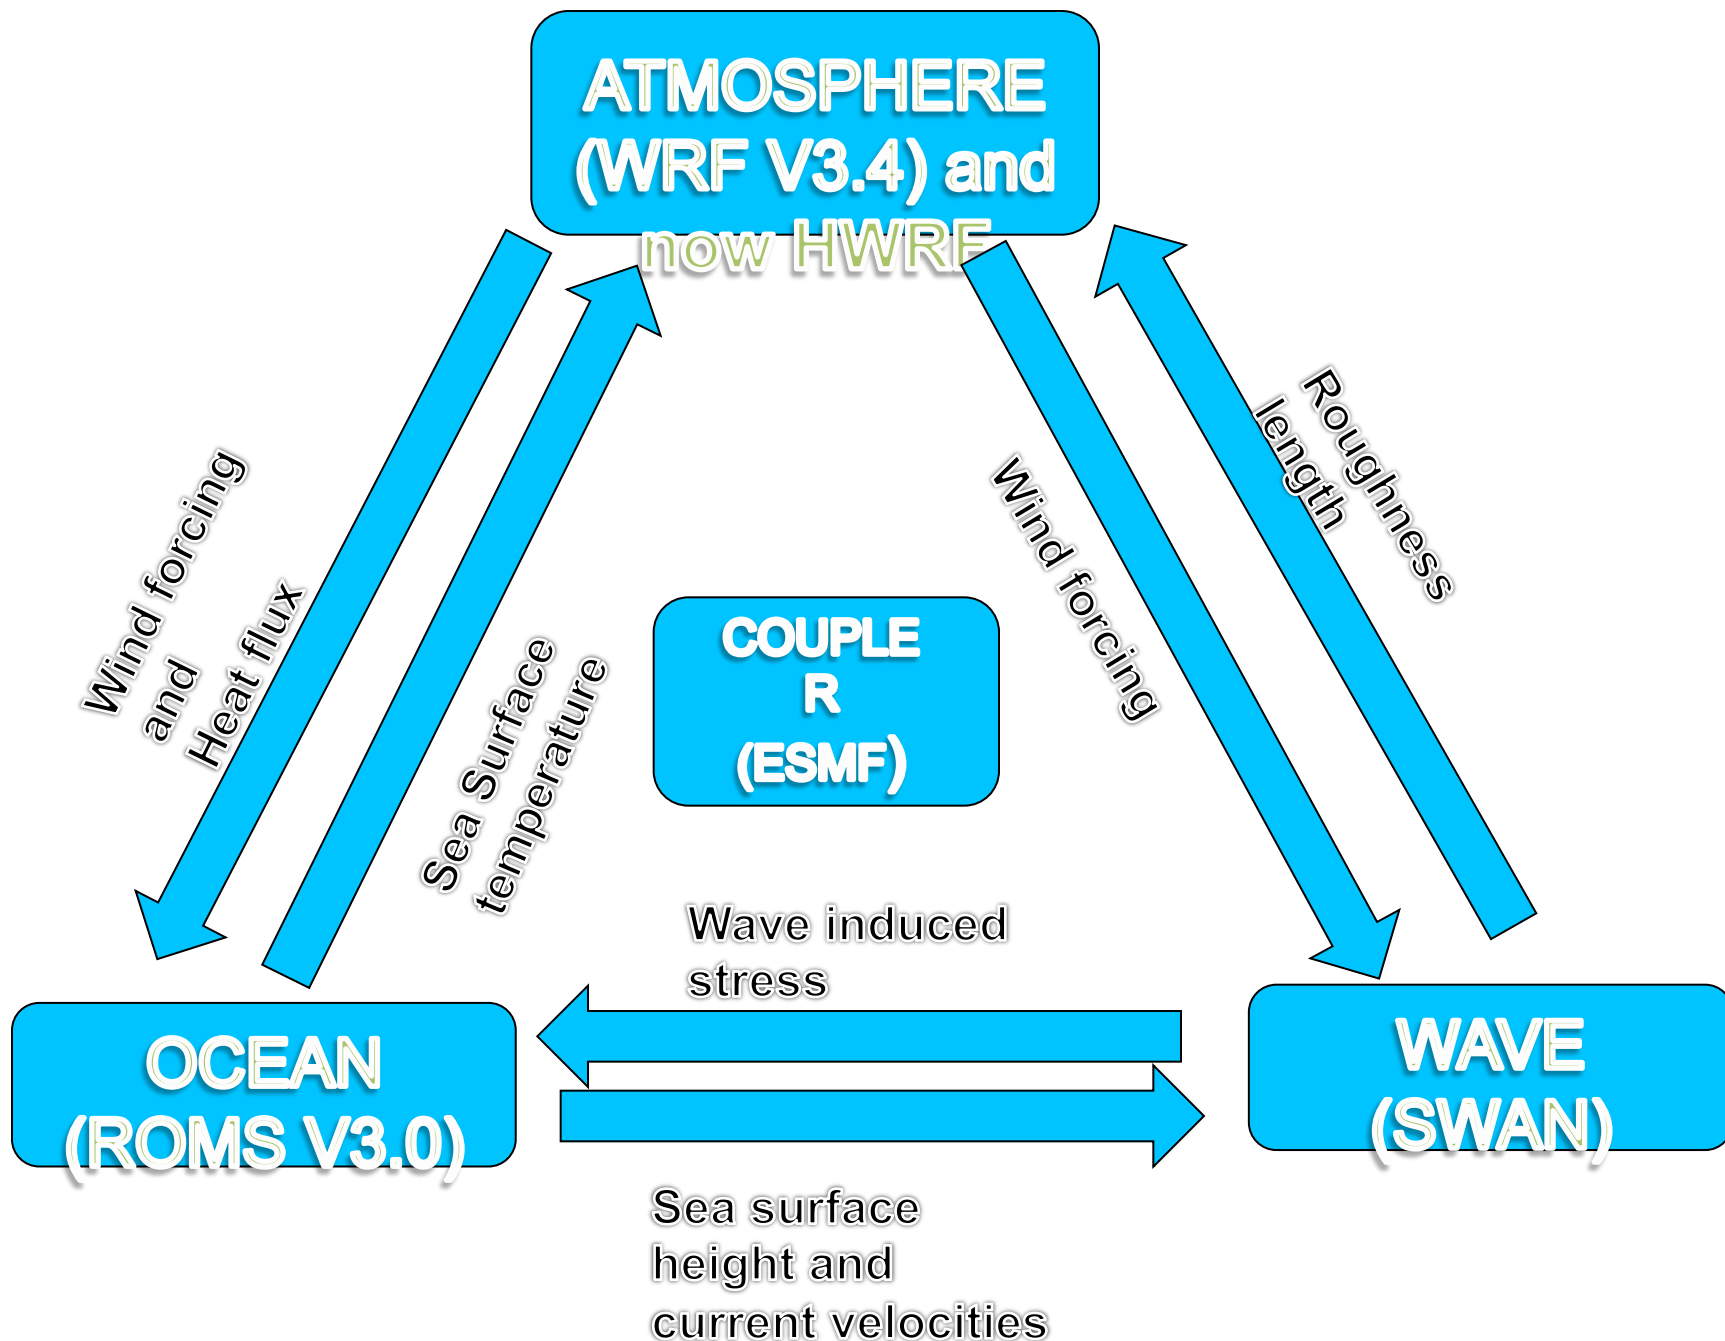 ATMOSPHERE
(WRF V3.4) and
now HWRF
Wind forcing
and
Heat flux
Sea Surface
temperature
Wind forcing
Roughness
length
COUPLE
R
(ESMF)
Wave induced
stress
OCEAN
(ROMS V3.0)
WAVE
(SWAN)
Sea surface
height and
current velocities